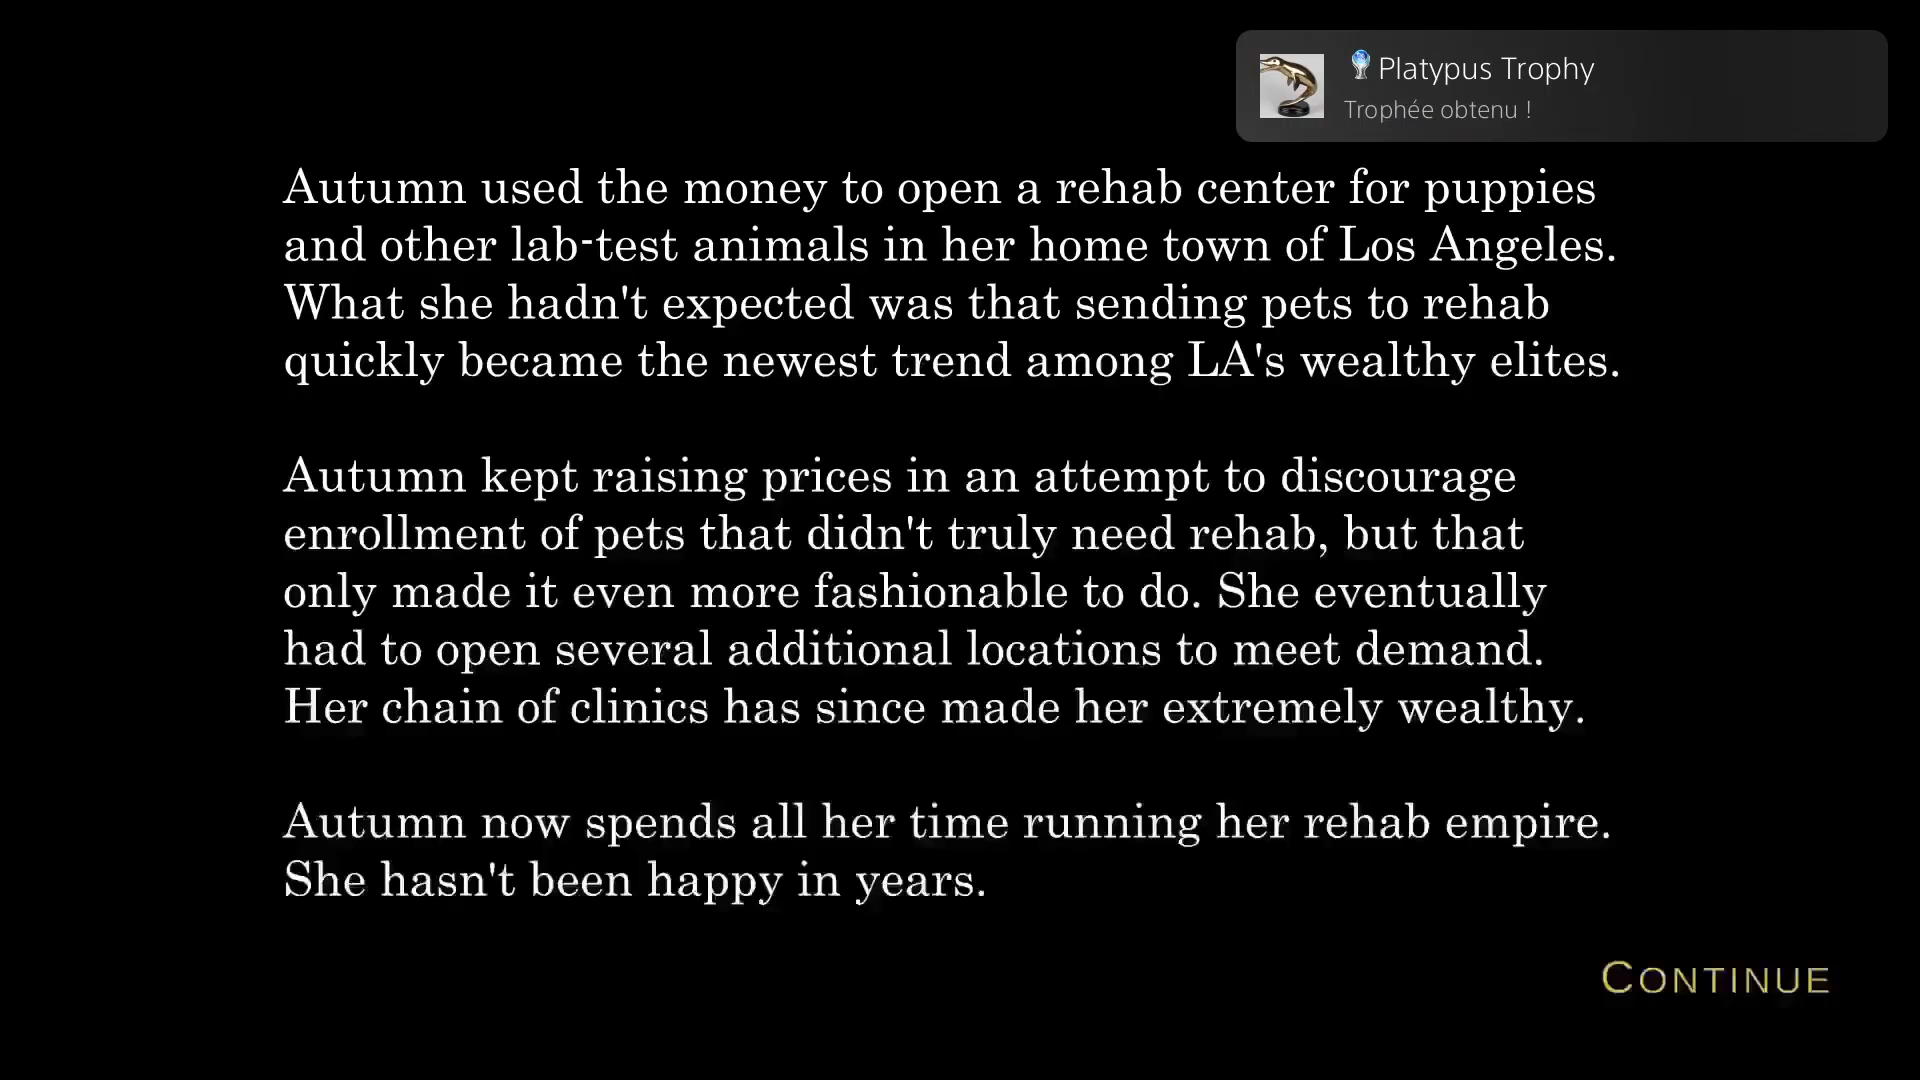 Platypus Trophy
Trophée obtenu !
Autumn used the money to open a rehab center for puppies
and other lab-test animals in her home town of Los Angeles.
What she hadn't expected was that sending pets to rehab
quickly became the newest trend among LA's wealthy elites.
Autumn kept raising prices in an attempt to discourage
enrollment of pets that didn't truly need rehab, but that
only made it even more fashionable to do. She eventually
had to open several additional locations to meet demand.
Her chain of clinics has since made her extremely wealthy.
Autumn now spends all her time running her rehab empire.
She hasn't been happy in years.
CONTINUE